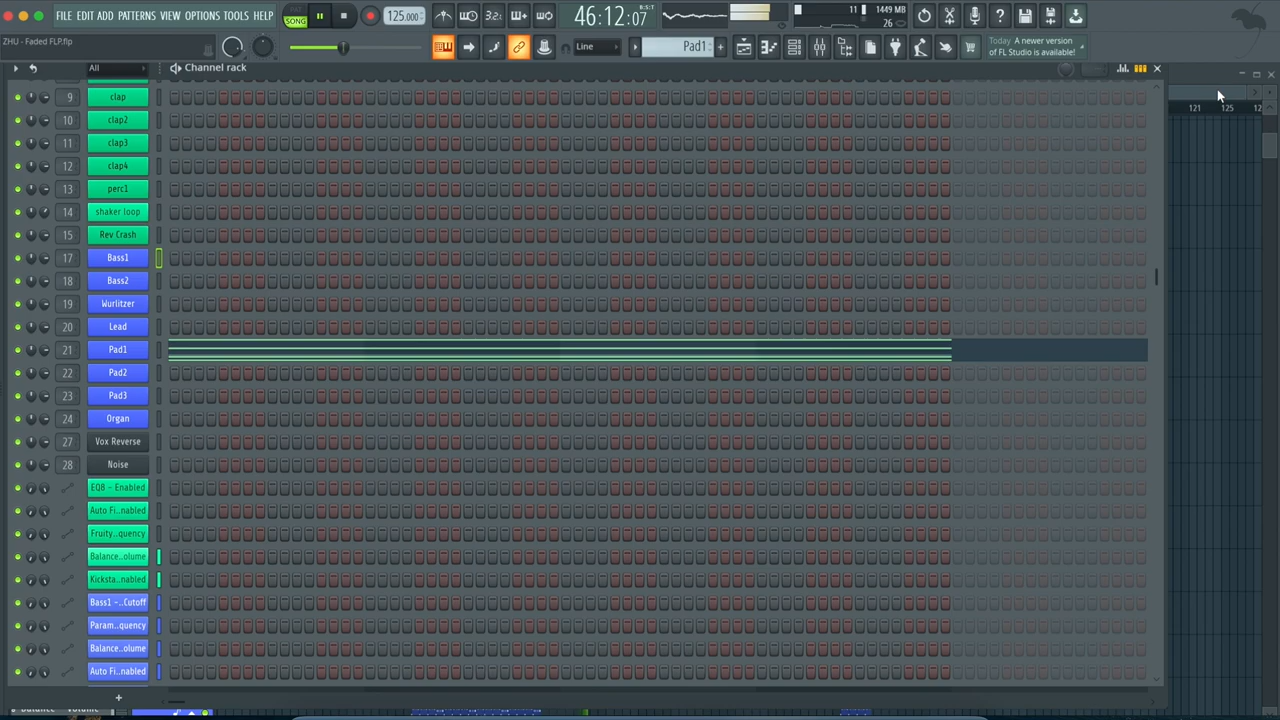 FILE EDIT ADD PATTERNS VIEW OPTIONS TOOLS HELP
SONG
125.000
3.2:
46:12:07
B:S:T
11
1449 MB
26
ZHU - Faded FLP.flp
Line
Pad1
+
Today A newer version
of FL Studio is available!
All
Channel rack
121 125
9 clap
10 clap2
11 clap3
12 clap4
13 perc1
14 shaker loop
15 Rev Crash
17 Bass1
18 Bass2
19 Wurlitzer
20 Lead
21 Pad1
22 Pad2
23 Pad3
24 Organ
27 Vox Reverse
28 Noise
EQ8 - Enabled
Auto Fi..nabled
Fruity..quency
Balance..olume
Kicksta..nabled
Bass1 -..Cutoff
Param..quency
Balance..olume
Auto Fi..nabled
+